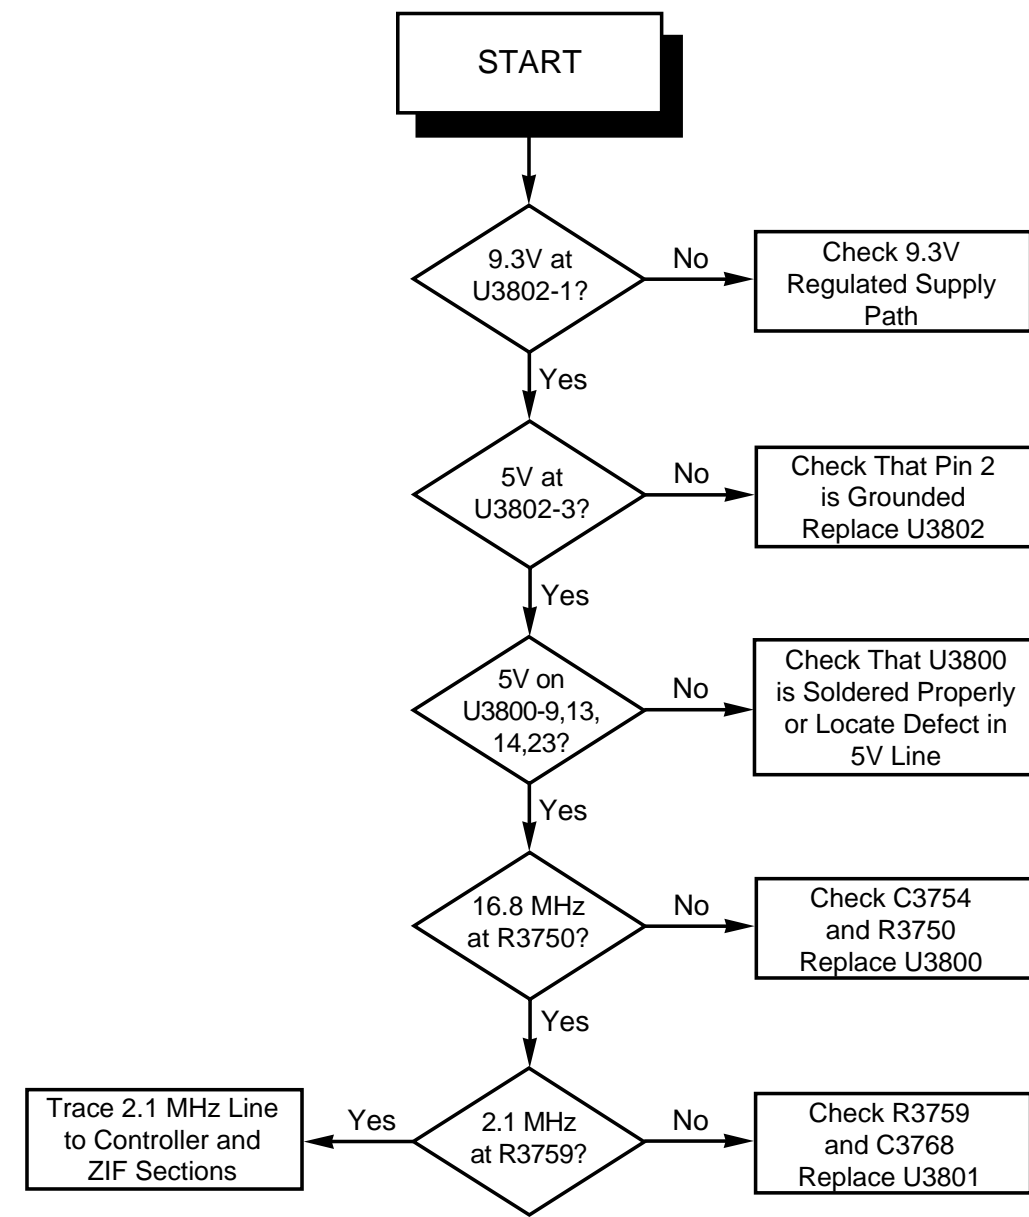 START
9.3V at
U3802-1?
No
Check 9.3V
Regulated Supply
Path
Yes
5V at
U3802-3?
No
Check That Pin 2
is Grounded
Replace U3802
Yes
5V on
U3800-9,13,
14,23?
No
Check That U3800
is Soldered Properly
or Locate Defect in
5V Line
Yes
16.8 MHz
at R3750?
No
Check C3754
and R3750
Replace U3800
Yes
2.1 MHz
at R3759?
Yes
Trace 2.1 MHz Line
to Controller and
ZIF Sections
No
Check R3759
and C3768
Replace U3801